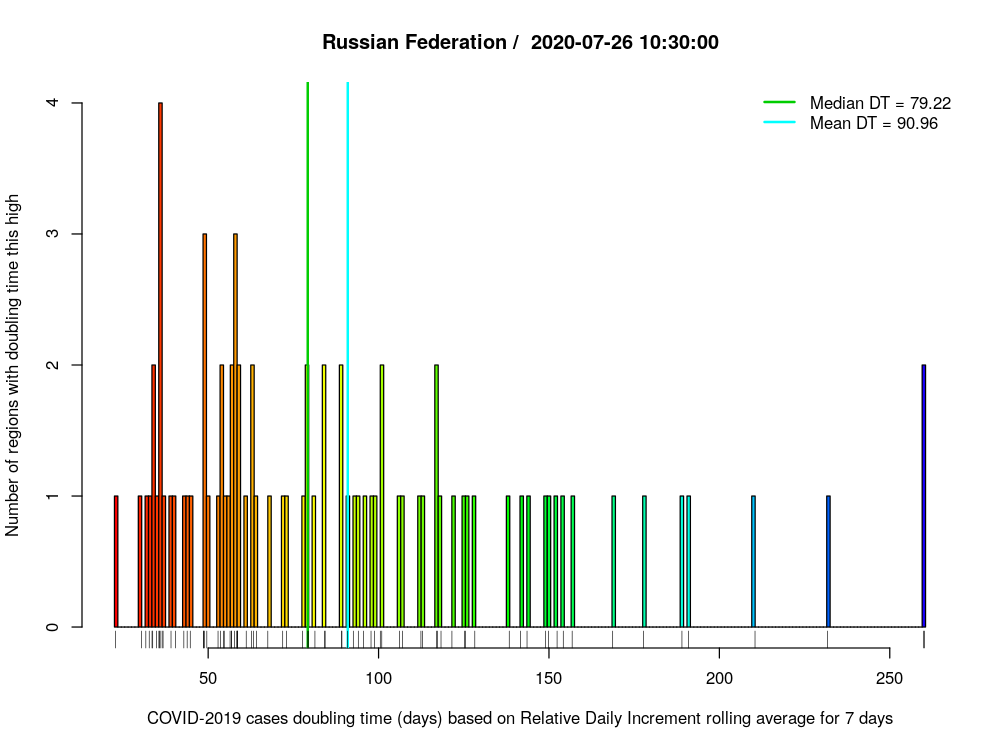 Russian Federation /  2020-07-26 10:30:00
Median DT = 79.22
Mean DT = 90.96
Number of regions with doubling time this high
4
3
2
1
0
50 100 150 200 250
COVID-2019 cases doubling time (days) based on Relative Daily Increment rolling average for 7 days